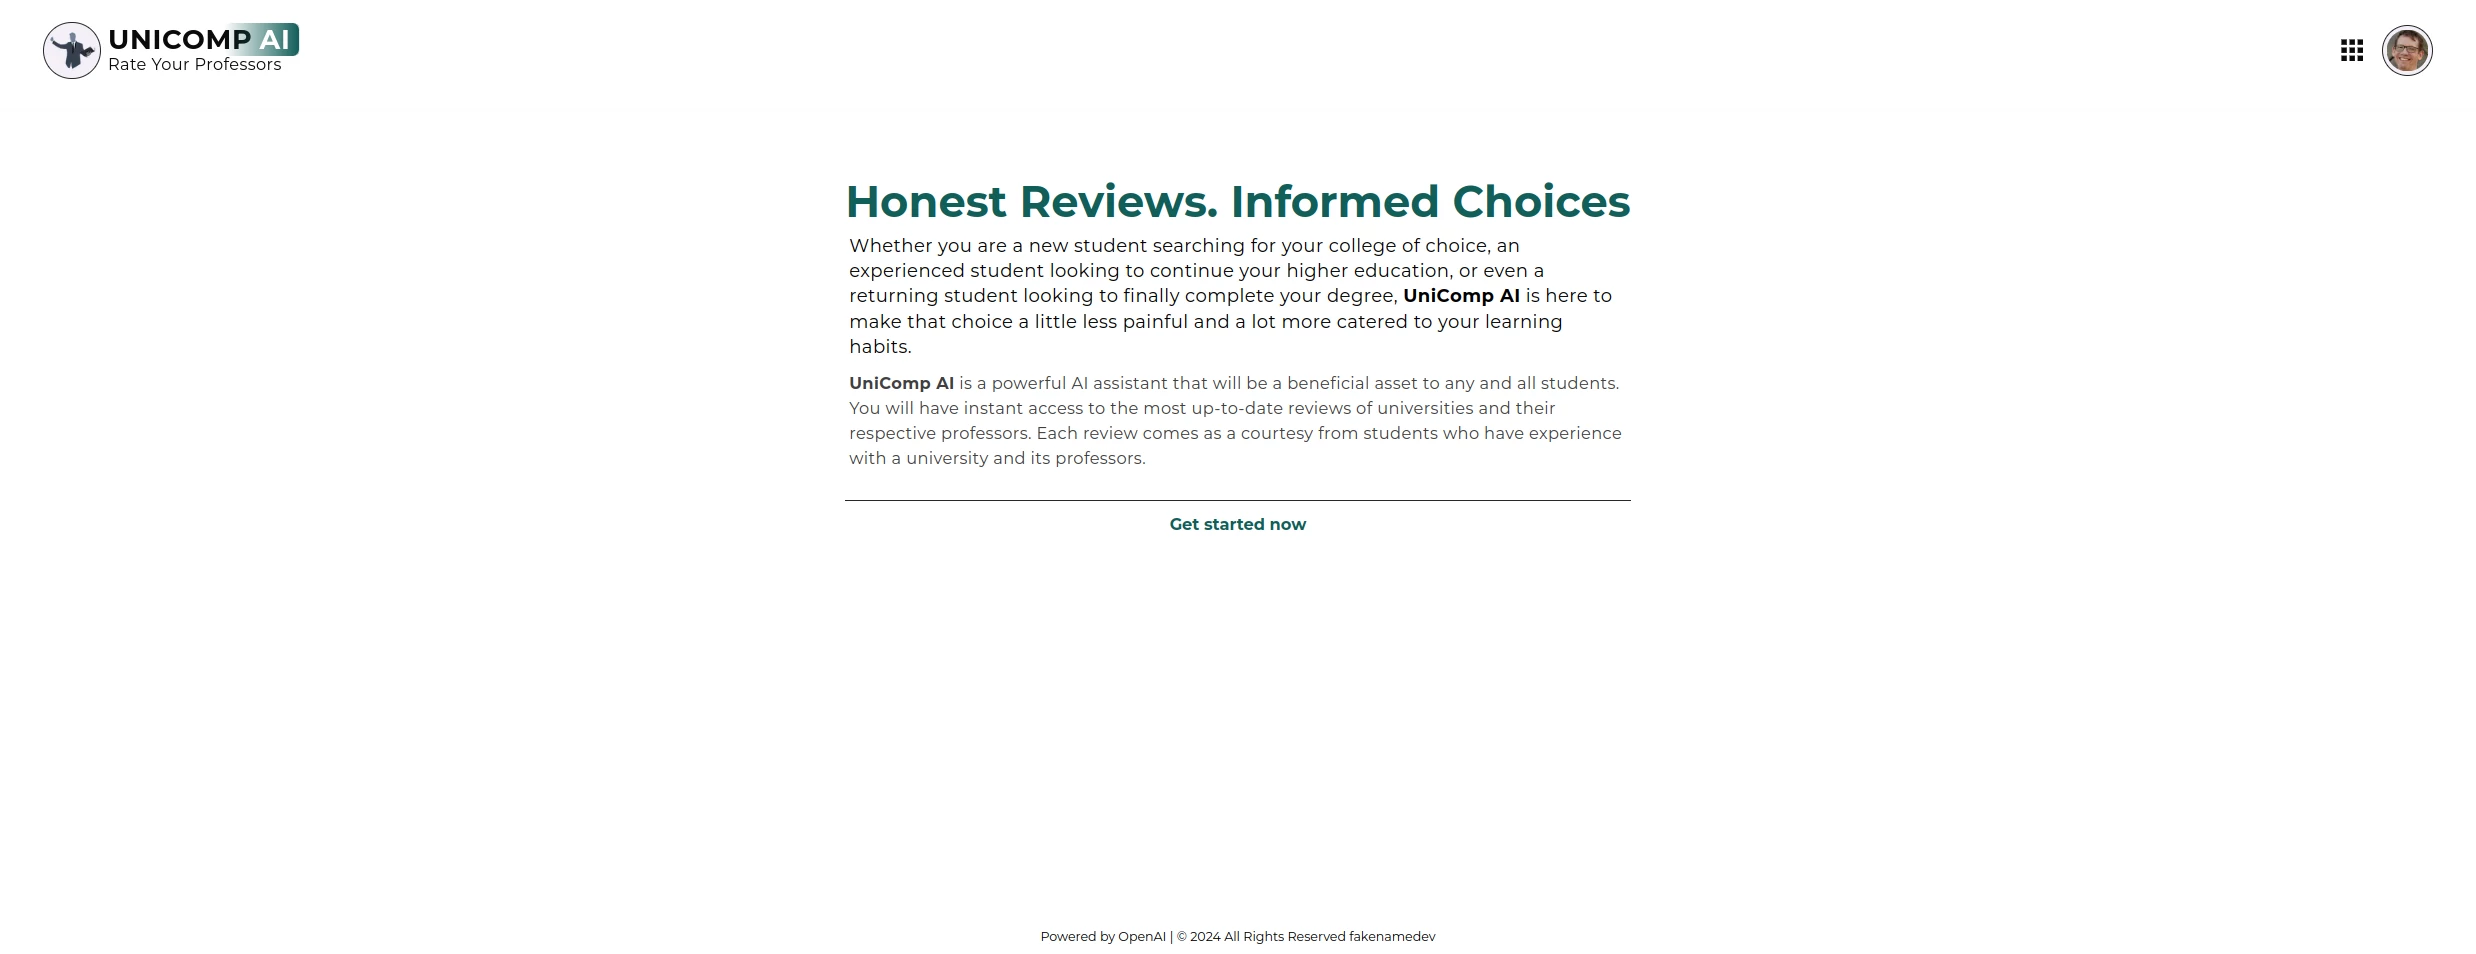 UNICOMP AI
Rate Your Professors
Honest Reviews. Informed Choices
Whether you are a new student searching for your college of choice, an
experienced student looking to continue your higher education, or even a
returning student looking to finally complete your degree, UniComp AI is here to
make that choice a little less painful and a lot more catered to your learning
habits.
UniComp AI is a powerful AI assistant that will be a beneficial asset to any and all students.
You will have instant access to the most up-to-date reviews of universities and their
respective professors. Each review comes as a courtesy from students who have experience
with a university and its professors.
Get started now
Powered by OpenAI | © 2024 All Rights Reserved fakenamedev